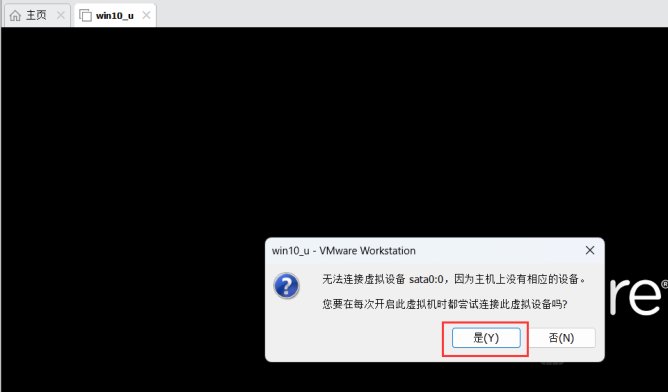 主页
win10_u
win10_u - VMware Workstation
无法连接虚拟设备 sata0:0，因为主机上没有相应的设备。
您要在每次开启此虚拟机时都尝试连接此虚拟设备吗?
re®
是(Y)
否(N)